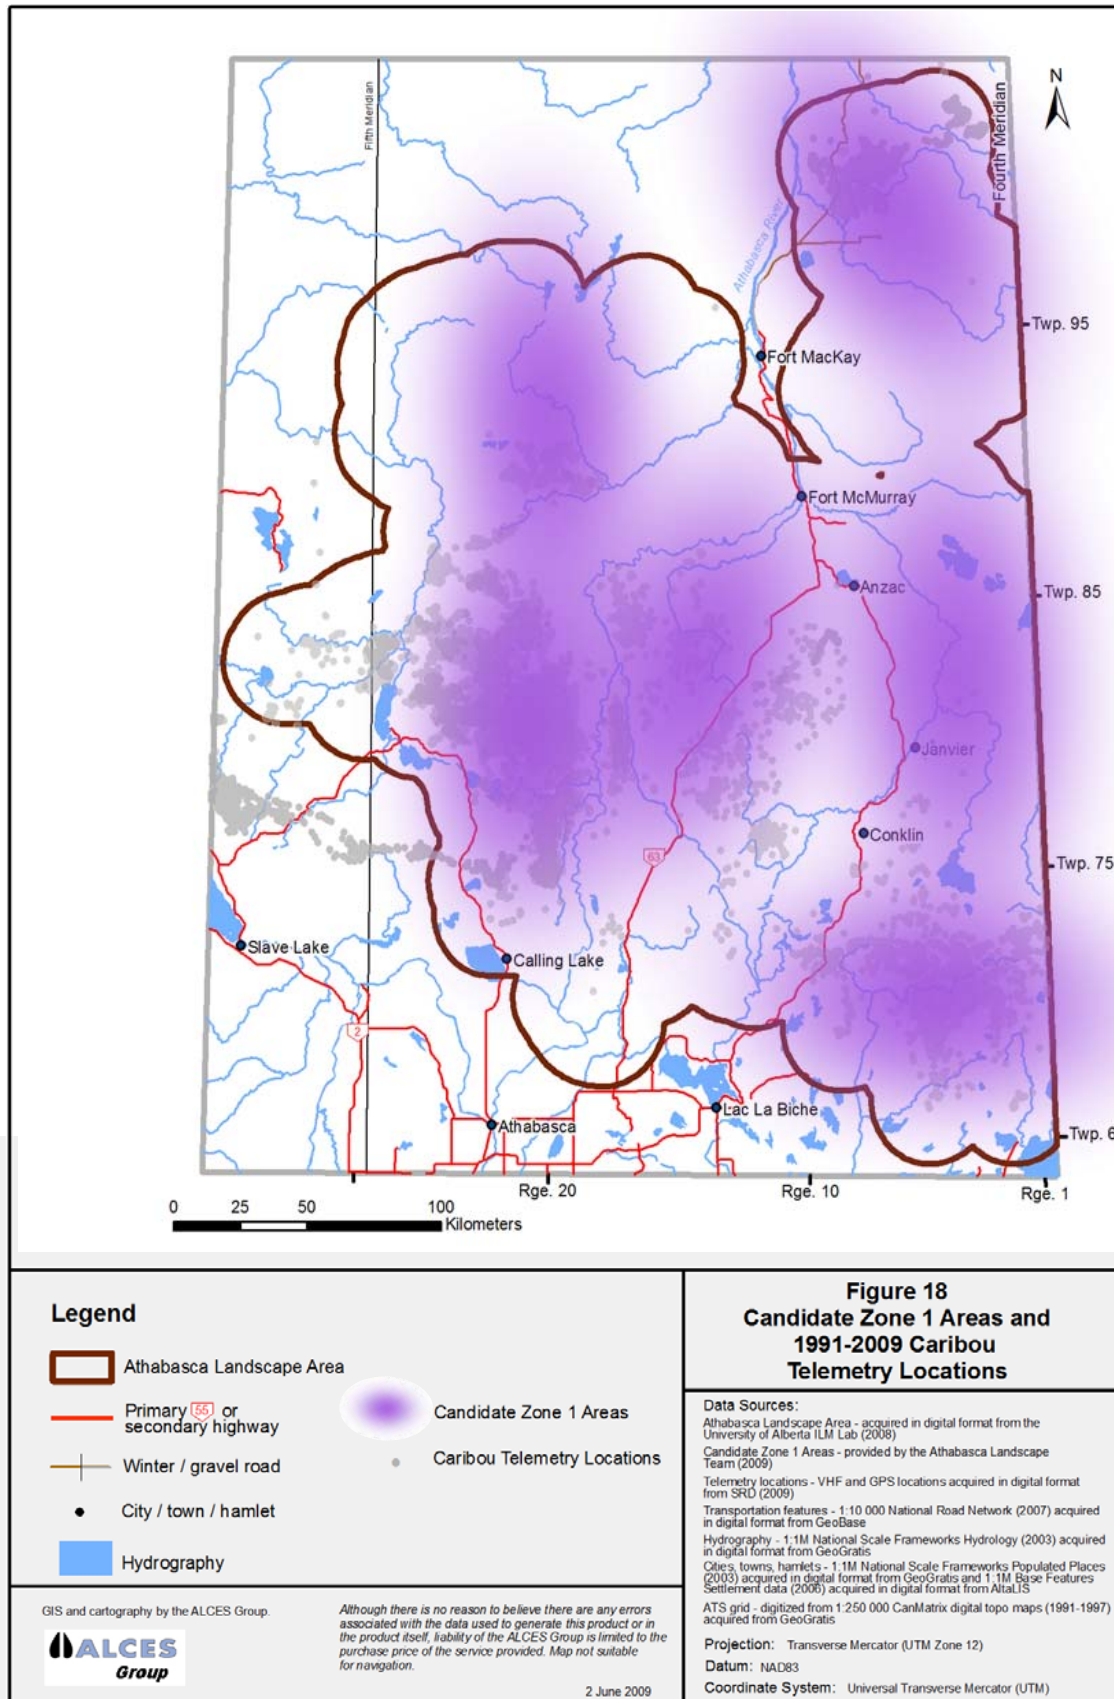 N
Fifth Meridian
Fourth Meridian
Athabasca River
Twp. 95
Fort MacKay
Fort McMurray
Anzac
Twp. 85
Janvier
Conklin
63
Twp. 75
Slave Lake
Calling Lake
2
Lac La Biche
Athabasca
Twp. 6
Rge. 20
Rge. 10
Rge. 1
0 25 50 100
Kilometers
Legend
Athabasca Landscape Area
Primary 55 or
secondary highway
Winter / gravel road
City / town / hamlet
Hydrography
Candidate Zone 1 Areas
Caribou Telemetry Locations
Figure 18
Candidate Zone 1 Areas and
1991-2009 Caribou
Telemetry Locations
Data Sources:
Athabasca Landscape Area - acquired in digital format from the
University of Alberta ILM Lab (2008)
Candidate Zone 1 Areas - provided by the Athabasca Landscape
Team (2009)
Telemetry locations - VHF and GPS locations acquired in digital format
from SRD (2009)
Transportation features - 1:10 000 National Road Network (2007) acquired
in digital format from GeoBase
Hydrography - 1:1M National Scale Frameworks Hydrology (2003) acquired
in digital format from GeoGratis
Cities, towns, hamlets - 1:1M National Scale Frameworks Populated Places
(2003) acquired in digital format from GeoGratis and 1:1M Base Features
Settlement data (2006) acquired in digital format from AltaLIS
ATS grid - digitized from 1:250 000 CanMatrix digital topo maps (1991-1997)
acquired from GeoGratis
Projection: Transverse Mercator (UTM Zone 12)
Datum: NAD83
Coordinate System: Universal Transverse Mercator (UTM)
GIS and cartography by the ALCES Group.
ALCES
Group
Although there is no reason to believe there are any errors
associated with the data used to generate this product or in
the product itself, liability of the ALCES Group is limited to the
purchase price of the service provided. Map not suitable
for navigation.
2 June 2009